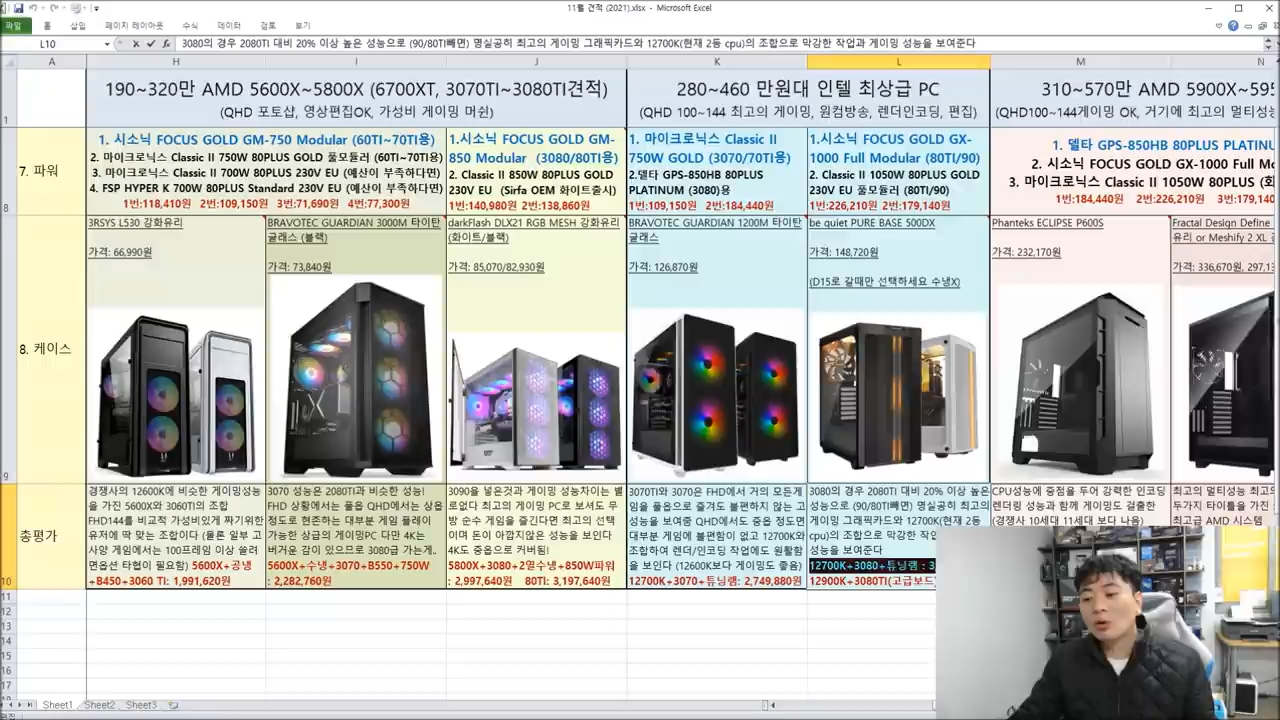 11월 견적 (2021).xlsx - Microsoft Excel
파일 홈 삽입 페이지 레이아웃 수식 데이터 검토 보기
L10 3080의 경우 2080TI 대비 20% 이상 높은 성능으로 (90/80TI빼면) 명실공히 최고의 게이밍 그래픽카드와 12700K(현재 2등 cpu)의 조합으로 막강한 작업과 게이밍 성능을 보여준다
A H I J K L M N
1
190~320만 AMD 5600X~5800X (6700XT, 3070TI~3080TI견적)
(QHD 포토샵, 영상편집OK, 가성비 게이밍 머쉰)
280~460 만원대 인텔 최상급 PC
(QHD 100~144 최고의 게이밍, 원컴방송, 렌더인코딩, 편집)
310~570만 AMD 5900X~595
(QHD100~144게이밍 OK, 거기에 최고의 멀티성능
8
7. 파워
1. 시소닉 FOCUS GOLD GM-750 Modular (60TI~70TI용)
2. 마이크로닉스 Classic II 750W 80PLUS GOLD 풀모듈러 (60TI~70TI용)
3. 마이크로닉스 Classic II 700W 80PLUS 230V EU (예산이 부족하다면)
4. FSP HYPER K 700W 80PLUS Standard 230V EU (예산이 부족하다면)
1번:118,410원 2번:109,150원 3번:71,690원 4번:77,300원
1.시소닉 FOCUS GOLD GM-
850 Modular (3080/80TI용)
2. Classic II 850W 80PLUS GOLD
230V EU (Sirfa OEM 화이트출시)
1번:140,980원 2번:138,860원
1. 마이크로닉스 Classic II
750W GOLD (3070/70TI용)
2.델타 GPS-850HB 80PLUS
PLATINUM (3080)용
1번:109,150원 2번:184,440원
1.시소닉 FOCUS GOLD GX-
1000 Full Modular (80TI/90)
2. Classic II 1050W 80PLUS GOLD
230V EU 풀모듈러 (80TI/90)
1번:226,210원 2번:179,140원
1. 델타 GPS-850HB 80PLUS PLATINU
2. 시소닉 FOCUS GOLD GX-1000 Full Mo
3. 마이크로닉스 Classic II 1050W 80PLUS (화
1번:184,440원 2번:226,210원 3번:179,140
9
8. 케이스
3RSYS L530 강화유리
가격: 66,990원
BRAVOTEC GUARDIAN 3000M 타이탄
글래스 (블랙)
가격: 73,840원
darkFlash DLX21 RGB MESH 강화유리
(화이트/블랙)
가격: 85,070/82,930원
BRAVOTEC GUARDIAN 1200M 타이탄
글래스
가격: 126,870원
be quiet PURE BASE 500DX
가격: 148,720원
(D15로 갈때만 선택하세요 수냉X)
Phanteks ECLIPSE P600S
가격: 232,170원
Fractal Design Define
유리 or Meshify 2 XL
가격: 336,670원, 297,13
10
총평가
경쟁사의 12600K에 비슷한 게이밍성능
을 가진 5600X와 3060TI의 조합
FHD144를 비교적 가성비있게 짜기위한
유저에 딱 맞는 조합이다 (물론 일부 고
사양 게임에서는 100프레임 이상 쓸려
면옵션 타협이 필요함) 5600X+공냉
+B450+3060 Ti: 1,991,620원
3070 성능은 2080TI과 비슷한 성능!
FHD 상황에서는 풀옵 QHD에서는 상옵
정도로 현존하는 대부분 게임 플레이
가능한 상급의 게이밍PC 다만 4K는
버거운 감이 있으므로 3080급 가는게..
5600X+수냉+3070+B550+750W
: 2,282,760원
3090을 넣은것과 게이밍 성능차이는 별
로없다 최고의 게이밍 PC로 보셔도 무
방 순수 게임을 즐긴다면 최고의 선택
이며 돈이 아깝지않은 성능을 보인다
4K도 중옵으로 커버됨!
5800X+3080+2열수냉+850W파워
: 2,997,640원 80TI: 3,197,640원
3070TI와 3070은 FHD에서 거의 모든게
임을 풀옵으로 즐겨도 불편하지 않는 고
성능을 보여줌 QHD에서도 중옵 정도면
대부분 게임에 불편함이 없고 12700K와
조합하여 렌더/인코딩 작업에도 원활함
을 보인다 (12600K보다 게이밍도 좋음)
12700K+3070+튜닝램: 2,749,880원
3080의 경우 2080TI 대비 20% 이상 높은
성능으로 (90/80TI빼면) 명실공히 최고의
게이밍 그래픽카드와 12700K(현재 2등
cpu)의 조합으로 막강한 작업과 게이밍
성능을 보여준다
12700K+3080+튜닝램 : 3
12900K+3080TI(고급보드)
CPU성능에 중점을 두어 강력한 인코딩
렌더링 성능과 함께 게이밍도 걸출한
(경쟁사 10세대 11세대 보다 나음)
최고의 멀티성능 최고의
두가지 타이틀을 가진
최고급 AMD 시스템
11
12
13
14
15
16
17
Sheet1 Sheet2 Sheet3
편집